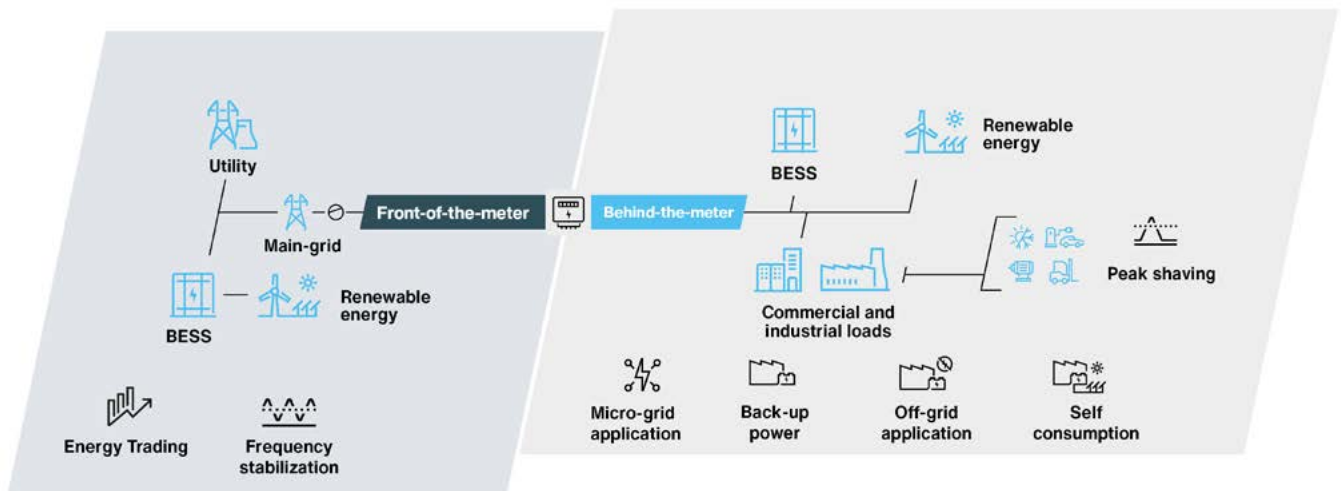 Utility
Main-grid
BESS
Renewable
energy
Energy Trading
Frequency
stabilization
Front-of-the-meter
Behind-the-meter
BESS
Renewable
energy
Commercial and
industrial loads
Peak shaving
Micro-grid
application
Back-up
power
Off-grid
application
Self
consumption